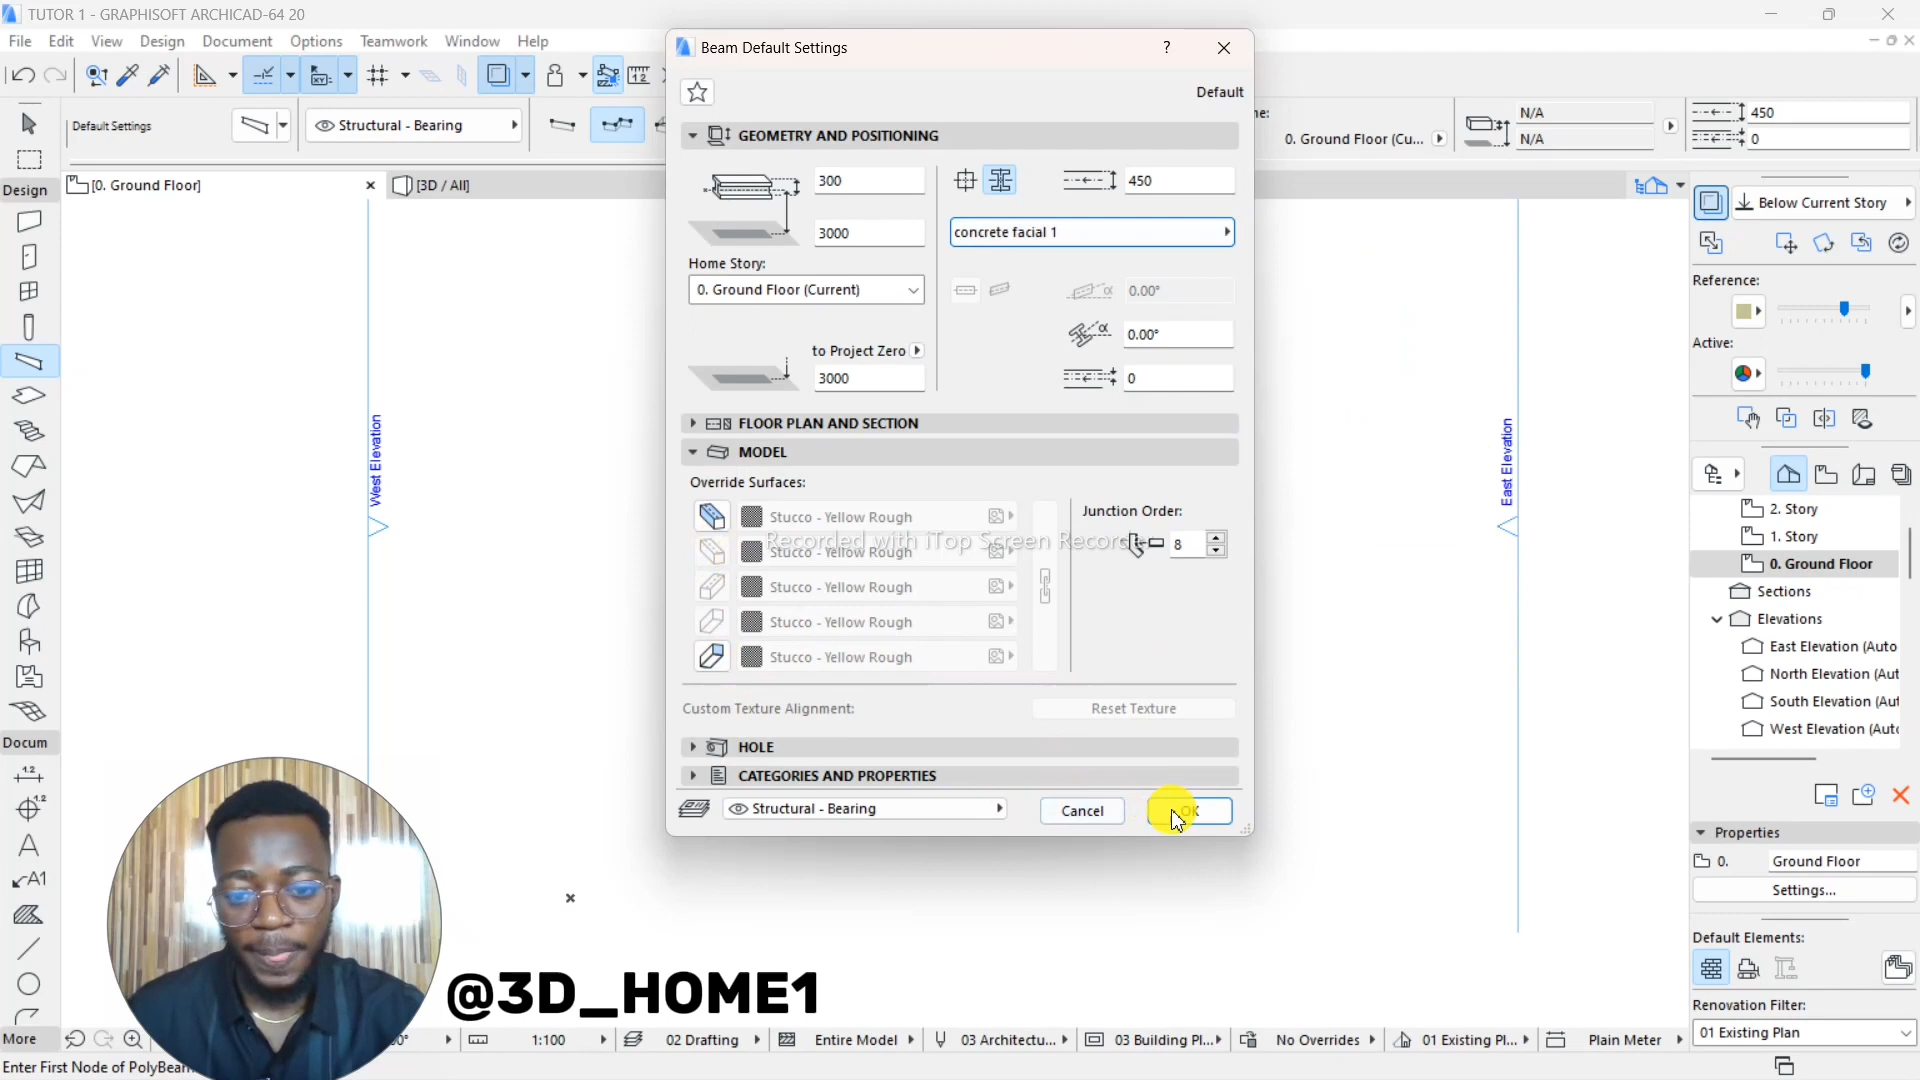 TUTOR 1 - GRAPHISOFT ARCHICAD-64 20
File Edit View Design Document Options Teamwork Window Help
Default Settings
Structural - Bearing
0. Ground Floor (Cu...
N/A
N/A
450
0
[0. Ground Floor]
[3D / All]
Design
Docum
More
West Elevation
East Elevation
Beam Default Settings
?
Default
GEOMETRY AND POSITIONING
300
450
3000
concrete facial 1
Home Story:
0. Ground Floor (Current)
0.00°
0.00°
to Project Zero
3000
0
FLOOR PLAN AND SECTION
MODEL
Override Surfaces:
Stucco - Yellow Rough
Stucco - Yellow Rough
Stucco - Yellow Rough
Stucco - Yellow Rough
Stucco - Yellow Rough
Junction Order:
8
Recorded with iTop Screen Recorder
Custom Texture Alignment:
Reset Texture
HOLE
CATEGORIES AND PROPERTIES
Structural - Bearing
Cancel
OK
Below Current Story
Reference:
Active:
2. Story
1. Story
0. Ground Floor
Sections
Elevations
East Elevation (Auto
North Elevation (Aut
South Elevation (Aut
West Elevation (Auto
Properties
0.
Ground Floor
Settings...
Default Elements:
Renovation Filter:
01 Existing Plan
@3D_HOME1
1:100
02 Drafting
Entire Model
03 Architectu...
03 Building Pl...
No Overrides
01 Existing Pl...
Plain Meter
Enter First Node of PolyBeam